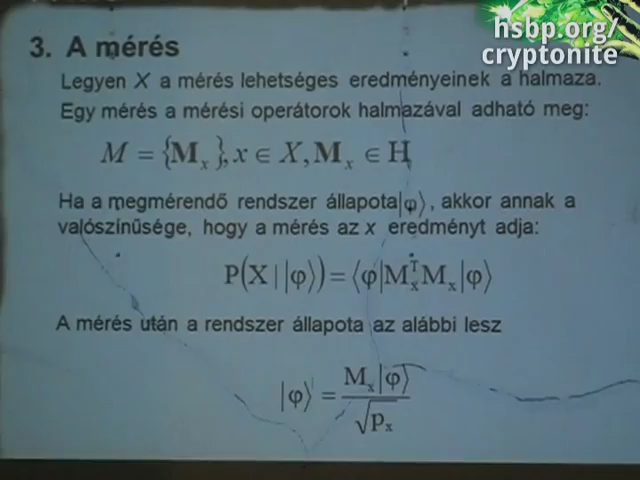 hsbp.org/
cryptonite
3. A mérés
Legyen X a mérés lehetséges eredményeinek a halmaza.
Egy mérés a mérési operátorok halmazával adható meg:
M = {Mₓ}, x ∈ X, Mₓ ∈ H
Ha a megmérendő rendszer állapota|φ⟩, akkor annak a
valószínűsége, hogy a mérés az x eredményt adja:
P(X | |φ⟩) = ⟨φ|Mₓ†Mₓ|φ⟩
A mérés után a rendszer állapota az alábbi lesz
|φ⟩' = Mₓ|φ⟩ / √pₓ